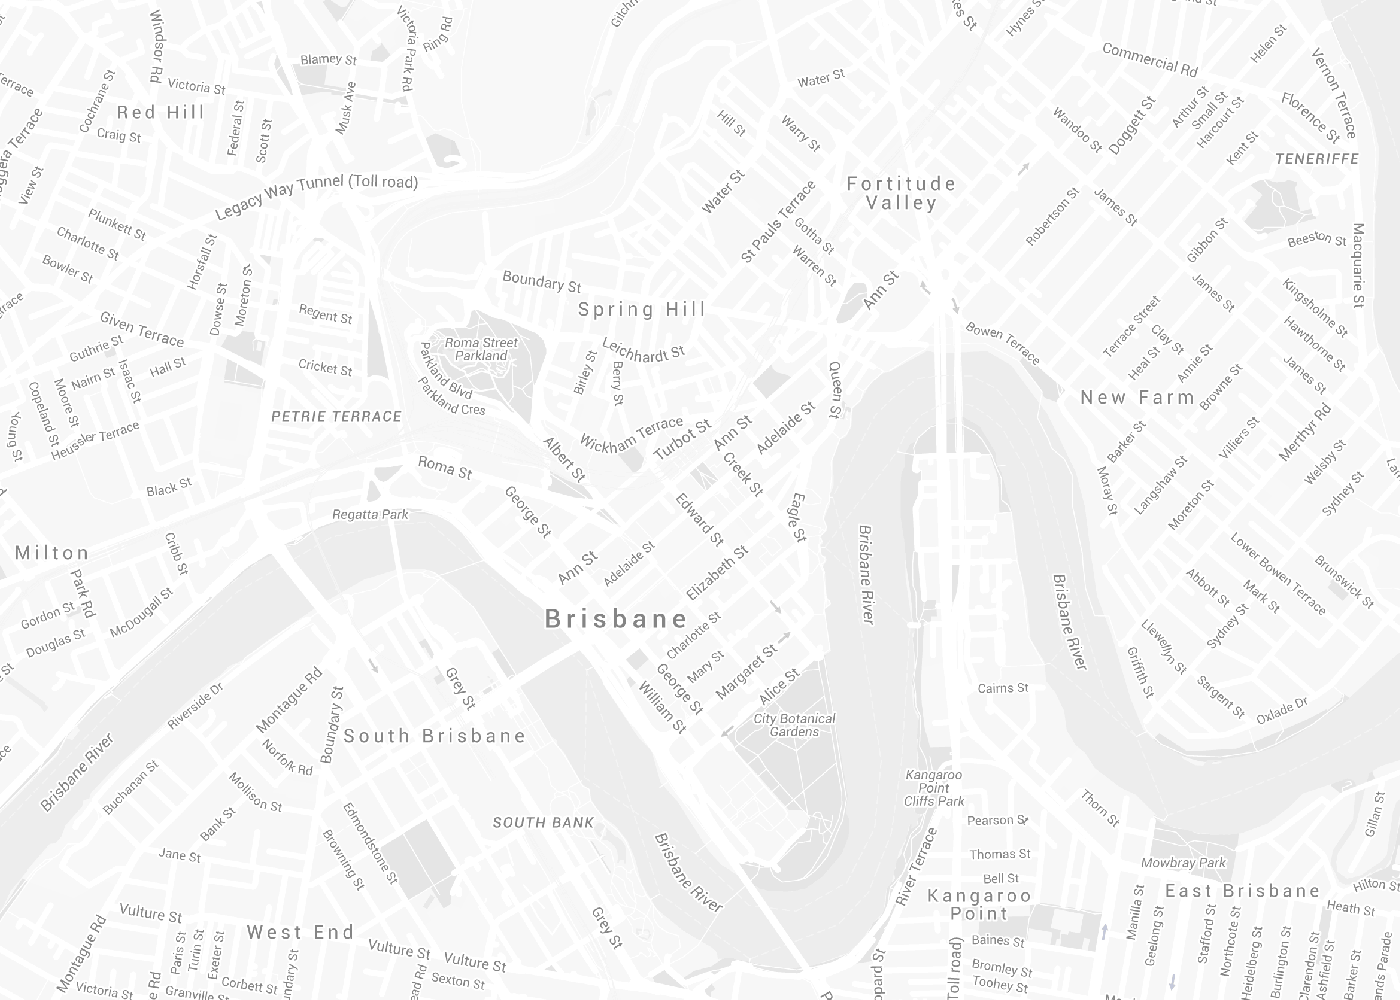 Windsor Rd
Victoria Park Rd
Ring Rd
Hynes St
Commercial Rd
Helen St
Vernon Terrace
Blamey St
Victoria St
Water St
Cochrane St
Musk Ave
Red Hill
Federal St
Scott St
Craig St
Hill St
Warry St
Wandoo St
Doggett St
Arthur St
Small St
Harcourt St
Kent St
Florence St
TENERIFFE
View St
Legacy Way Tunnel (Toll road)
Water St
St Pauls Terrace
Fortitude
Valley
Robertson St
James St
Plunkett St
Charlotte St
Bowler St
Horsfall St
Gotha St
Warren St
Gibbon St
Beeston St
Macquarie St
Dowse St
Moreton St
Boundary St
Spring Hill
Ann St
James St
Kingsholme St
Hawthorne St
James St
Given Terrace
Regent St
Guthrie St
Nairn St
Isaac St
Hall St
Cricket St
Roma Street
Parkland
Parkland Blvd
Parkland Cres
Leichhardt St
Birley St
Berry St
Queen St
Bowen Terrace
Terrace Street
Clay St
Heal St
Annie St
Browne St
New Farm
Copeland St
Moore St
Young St
Heussler Terrace
PETRIE TERRACE
Wickham Terrace
Turbot St
Ann St
Adelaide St
Barker St
Villiers St
Merthyr Rd
Welsby St
Sydney St
Albert St
Roma St
Creek St
Moray St
Langshaw St
Moreton St
Black St
George St
Regatta Park
Edward St
Eagle St
Brisbane River
Brisbane River
Milton
Cribb St
Park Rd
Ann St
Adelaide St
Elizabeth St
Lower Bowen Terrace
Brunswick St
Abbott St
Mark St
Sydney St
Gordon St
Douglas St
McDougall St
Brisbane
Charlotte St
Mary St
Margaret St
Alice St
George St
William St
Llewellyn St
Griffith St
Sargent St
Oxlade Dr
Cairns St
Grey St
Riverside Dr
Montague Rd
Boundary St
South Brisbane
City Botanical
Gardens
Norfolk Rd
Brisbane River
Buchanan St
Mollison St
Bank St
Edmondstone St
Browning St
Jane St
SOUTH BANK
Kangaroo
Point
Cliffs Park
Pearson St
Thorn St
Gillan St
Thomas St
Mowbray Park
Bell St
River Terrace
Brisbane River
Kangaroo
Point
East Brisbane
Hilton St
Heath St
Vulture St
Montague Rd
West End
Paris St
Turin St
Exeter St
Vulture St
Vulture St
Grey St
Sexton St
Corbett St
Victoria St
Baines St
Bromley St
Toohey St
Manilla St
Geelong St
Stafford St
Northcote St
Heidelberg St
Burlington St
Barker St
Toll road)